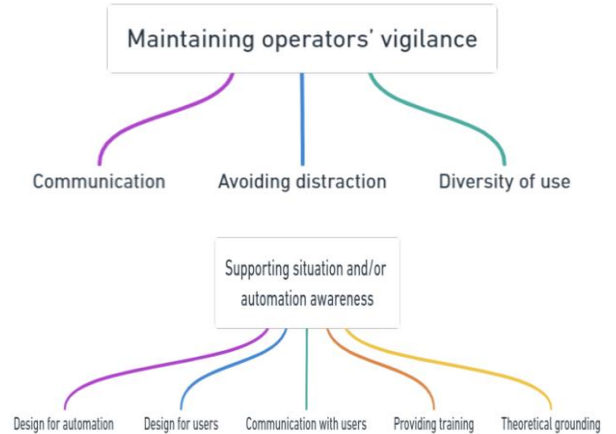 Maintaining operators’ vigilance
Communication
Avoiding distraction
Diversity of use
Supporting situation and/or
automation awareness
Design for automation
Design for users
Communication with users
Providing training
Theoretical grounding